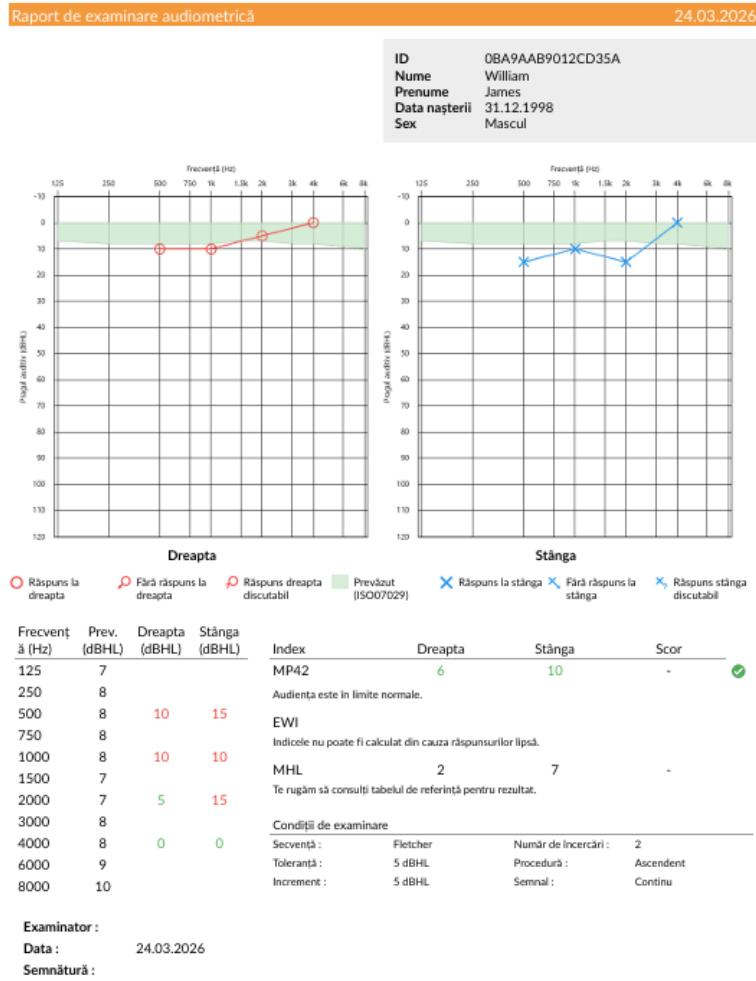 Raport de examinare audiometrică 24.03.2026
ID 0BA9AAB9012CD35A
Nume William
Prenume James
Data nașterii 31.12.1998
Sex Mascul
Frecvență (Hz)
125 250 500 750 1k 1.5k 2k 3k 4k 6k 8k
-10
0
10
20
30
40
50
60
70
80
90
100
110
120
Pragul auditiv (dBHL)
Dreapta
Frecvență (Hz)
125 250 500 750 1k 1.5k 2k 3k 4k 6k 8k
-10
0
10
20
30
40
50
60
70
80
90
100
110
120
Pragul auditiv (dBHL)
Stânga
Răspuns la dreapta
Fără răspuns la dreapta
Răspuns dreapta discutabil
Prevăzut (ISO07029)
Răspuns la stânga
Fără răspuns la stânga
Răspuns stânga discutabil
Frecvenț Prev. Dreapta Stânga
ă (Hz) (dBHL) (dBHL) (dBHL)
125 7
250 8
500 8 10 15
750 8
1000 8 10 10
1500 7
2000 7 5 15
3000 8
4000 8 0 0
6000 9
8000 10
Index Dreapta Stânga Scor
MP42 6 10 -
Audiența este în limite normale.
EWI
Indicele nu poate fi calculat din cauza răspunsurilor lipsă.
MHL 2 7 -
Te rugăm să consulți tabelul de referință pentru rezultat.
Condiții de examinare
Secvență : Fletcher Număr de încercări : 2
Toleranță : 5 dBHL Procedură : Ascendent
Increment : 5 dBHL Semnal : Continu
Examinator :
Data : 24.03.2026
Semnătură :